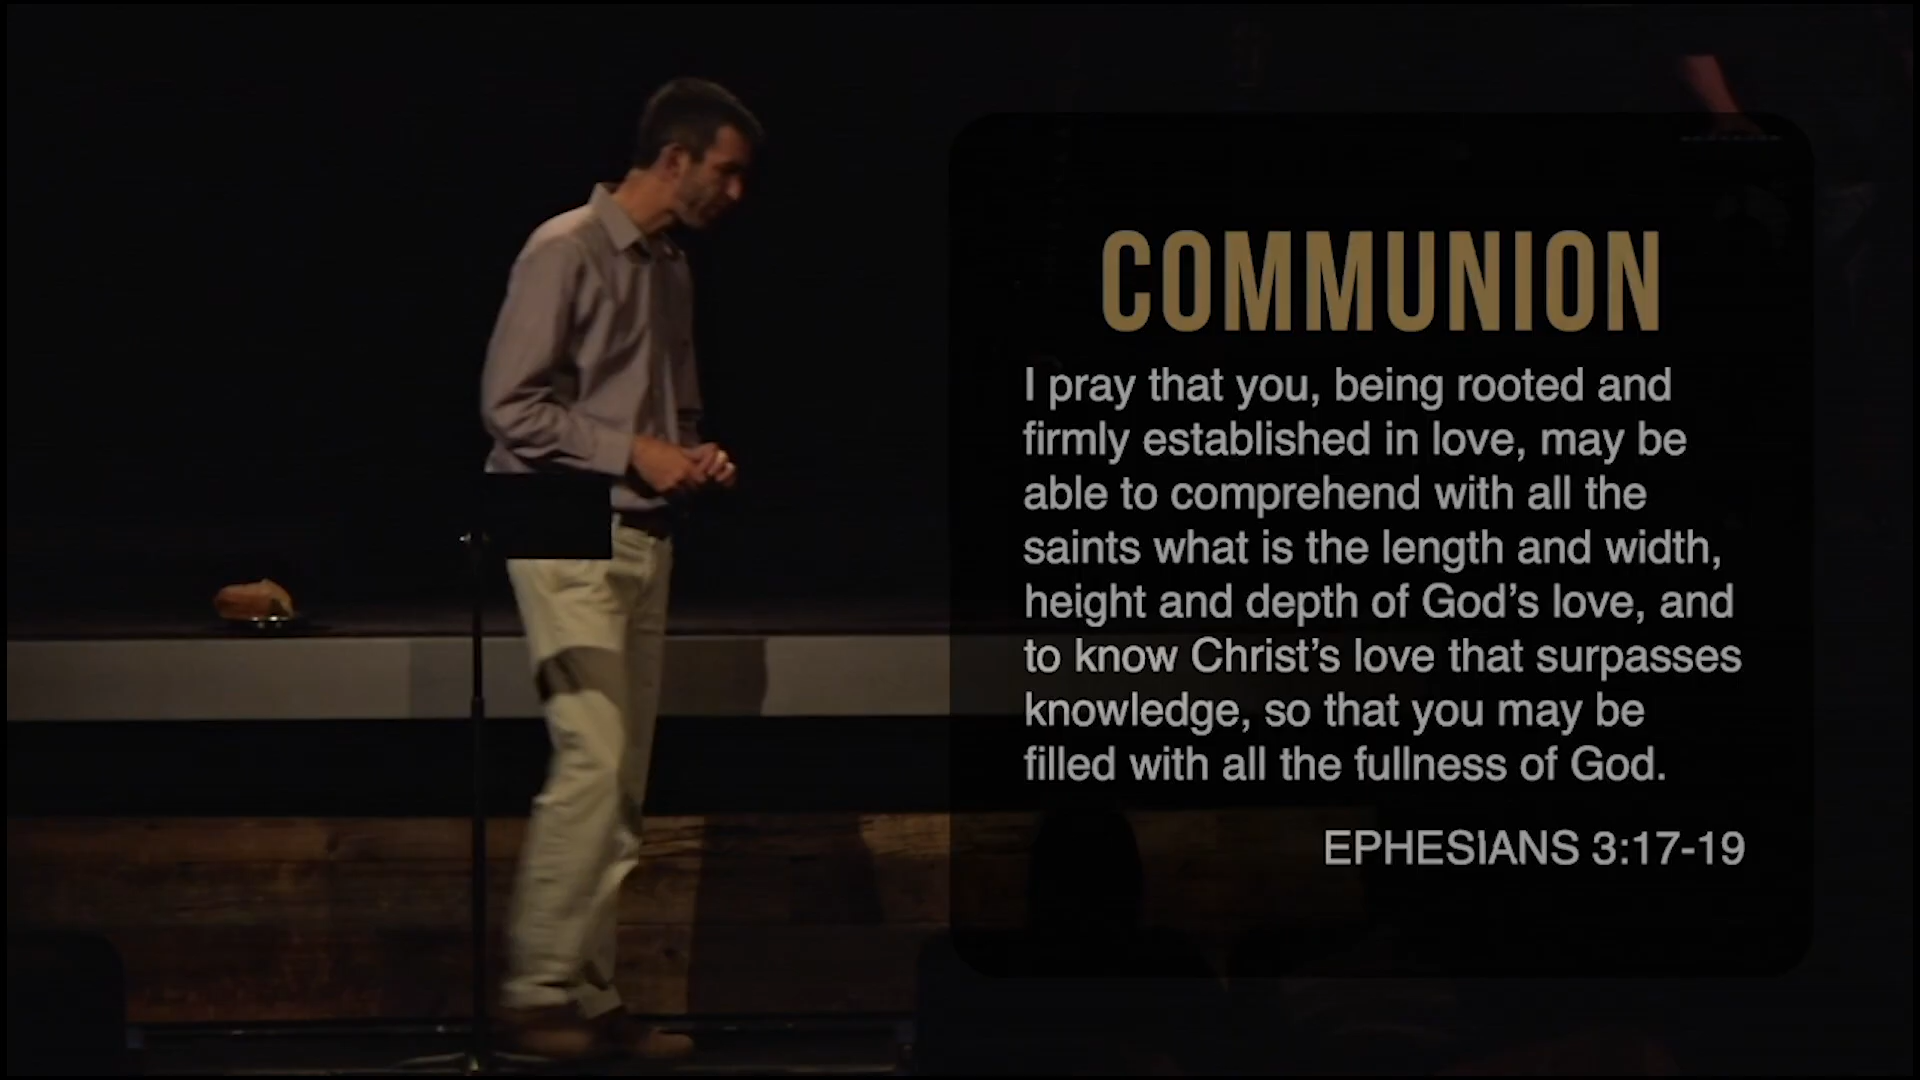 COMMUNION
I pray that you, being rooted and
firmly established in love, may be
able to comprehend with all the
saints what is the length and width,
height and depth of God’s love, and
to know Christ’s love that surpasses
knowledge, so that you may be
filled with all the fullness of God.
EPHESIANS 3:17-19